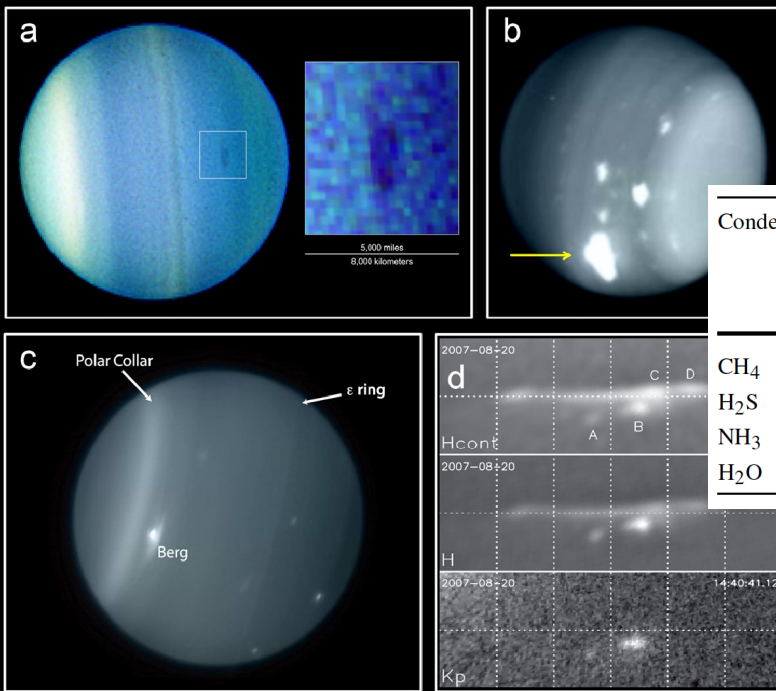 a
5,000 miles
8,000 kilometers
b
Conde
CH4
H2S
NH3
H2O
c
Polar Collar
ε ring
Berg
d
2007-08-20
C
D
A
B
Hcont
2007-08-20
H
2007-08-20
14:40:41.12
Kp